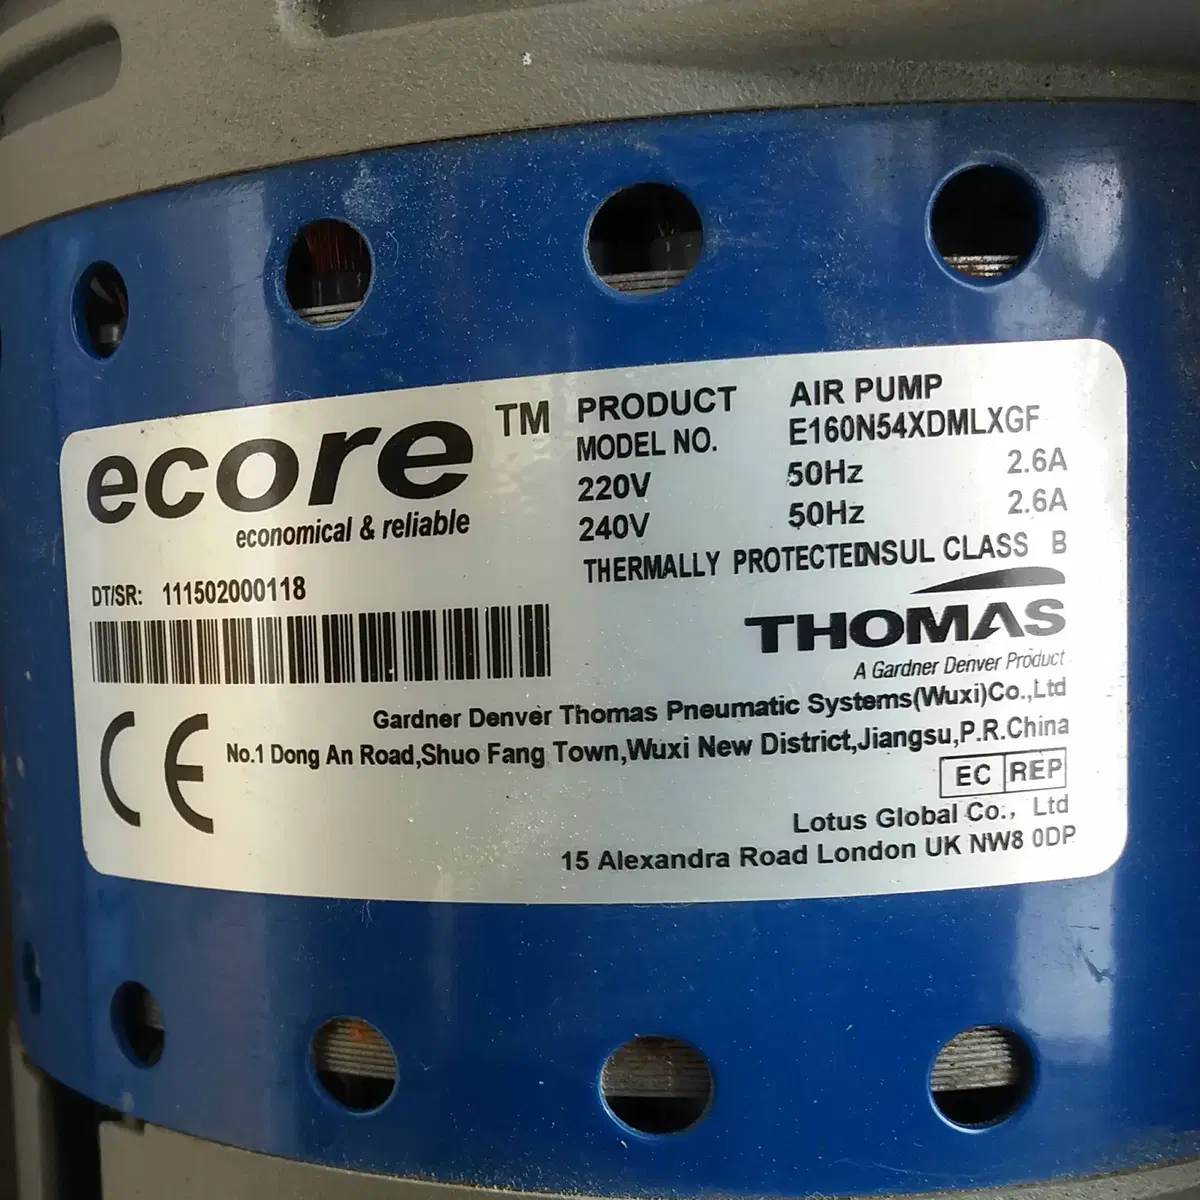 ecore TM
economical & reliable
PRODUCT AIR PUMP
MODEL NO. E160N54XDMLXGF
220V 50Hz 2.6A
240V 50Hz 2.6A
THERMALLY PROTECTEDINSUL CLASS B
DT/SR: 111502000118
THOMAS
A Gardner Denver Product
Gardner Denver Thomas Pneumatic Systems(Wuxi)Co.,Ltd
No.1 Dong An Road,Shuo Fang Town,Wuxi New District,Jiangsu,P.R.China
CE
EC REP
Lotus Global Co., Ltd
15 Alexandra Road London UK NW8 0DP